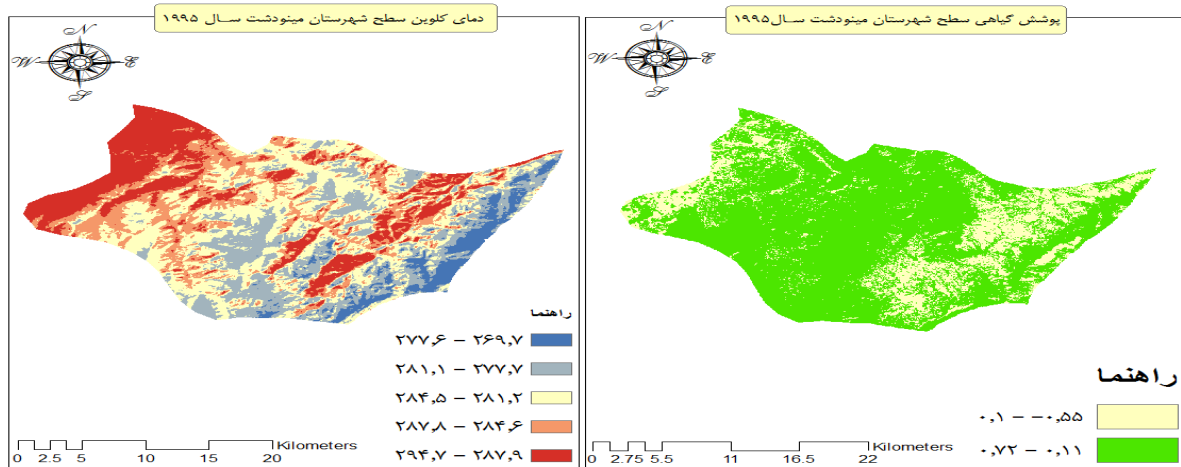 دمای کلوین سطح شهرستان مینودشت سال ۱۹۹۵
N
W
E
S
راهنما
۲۷۷,۶ – ۲۶۹,۷
۲۸۱,۱ – ۲۷۷,۷
۲۸۴,۵ – ۲۸۱,۲
۲۸۷,۸ – ۲۸۴,۶
۲۹۴,۷ – ۲۸۷,۹
Kilometers
0 2.5 5 10 15 20
پوشش گیاهی سطح شهرستان مینودشت سال ۱۹۹۵
N
W
E
S
راهنما
۰,۱ – -۰,۵۵
۰,۷۲ – ۰,۱۱
Kilometers
0 2.75 5.5 11 16.5 22